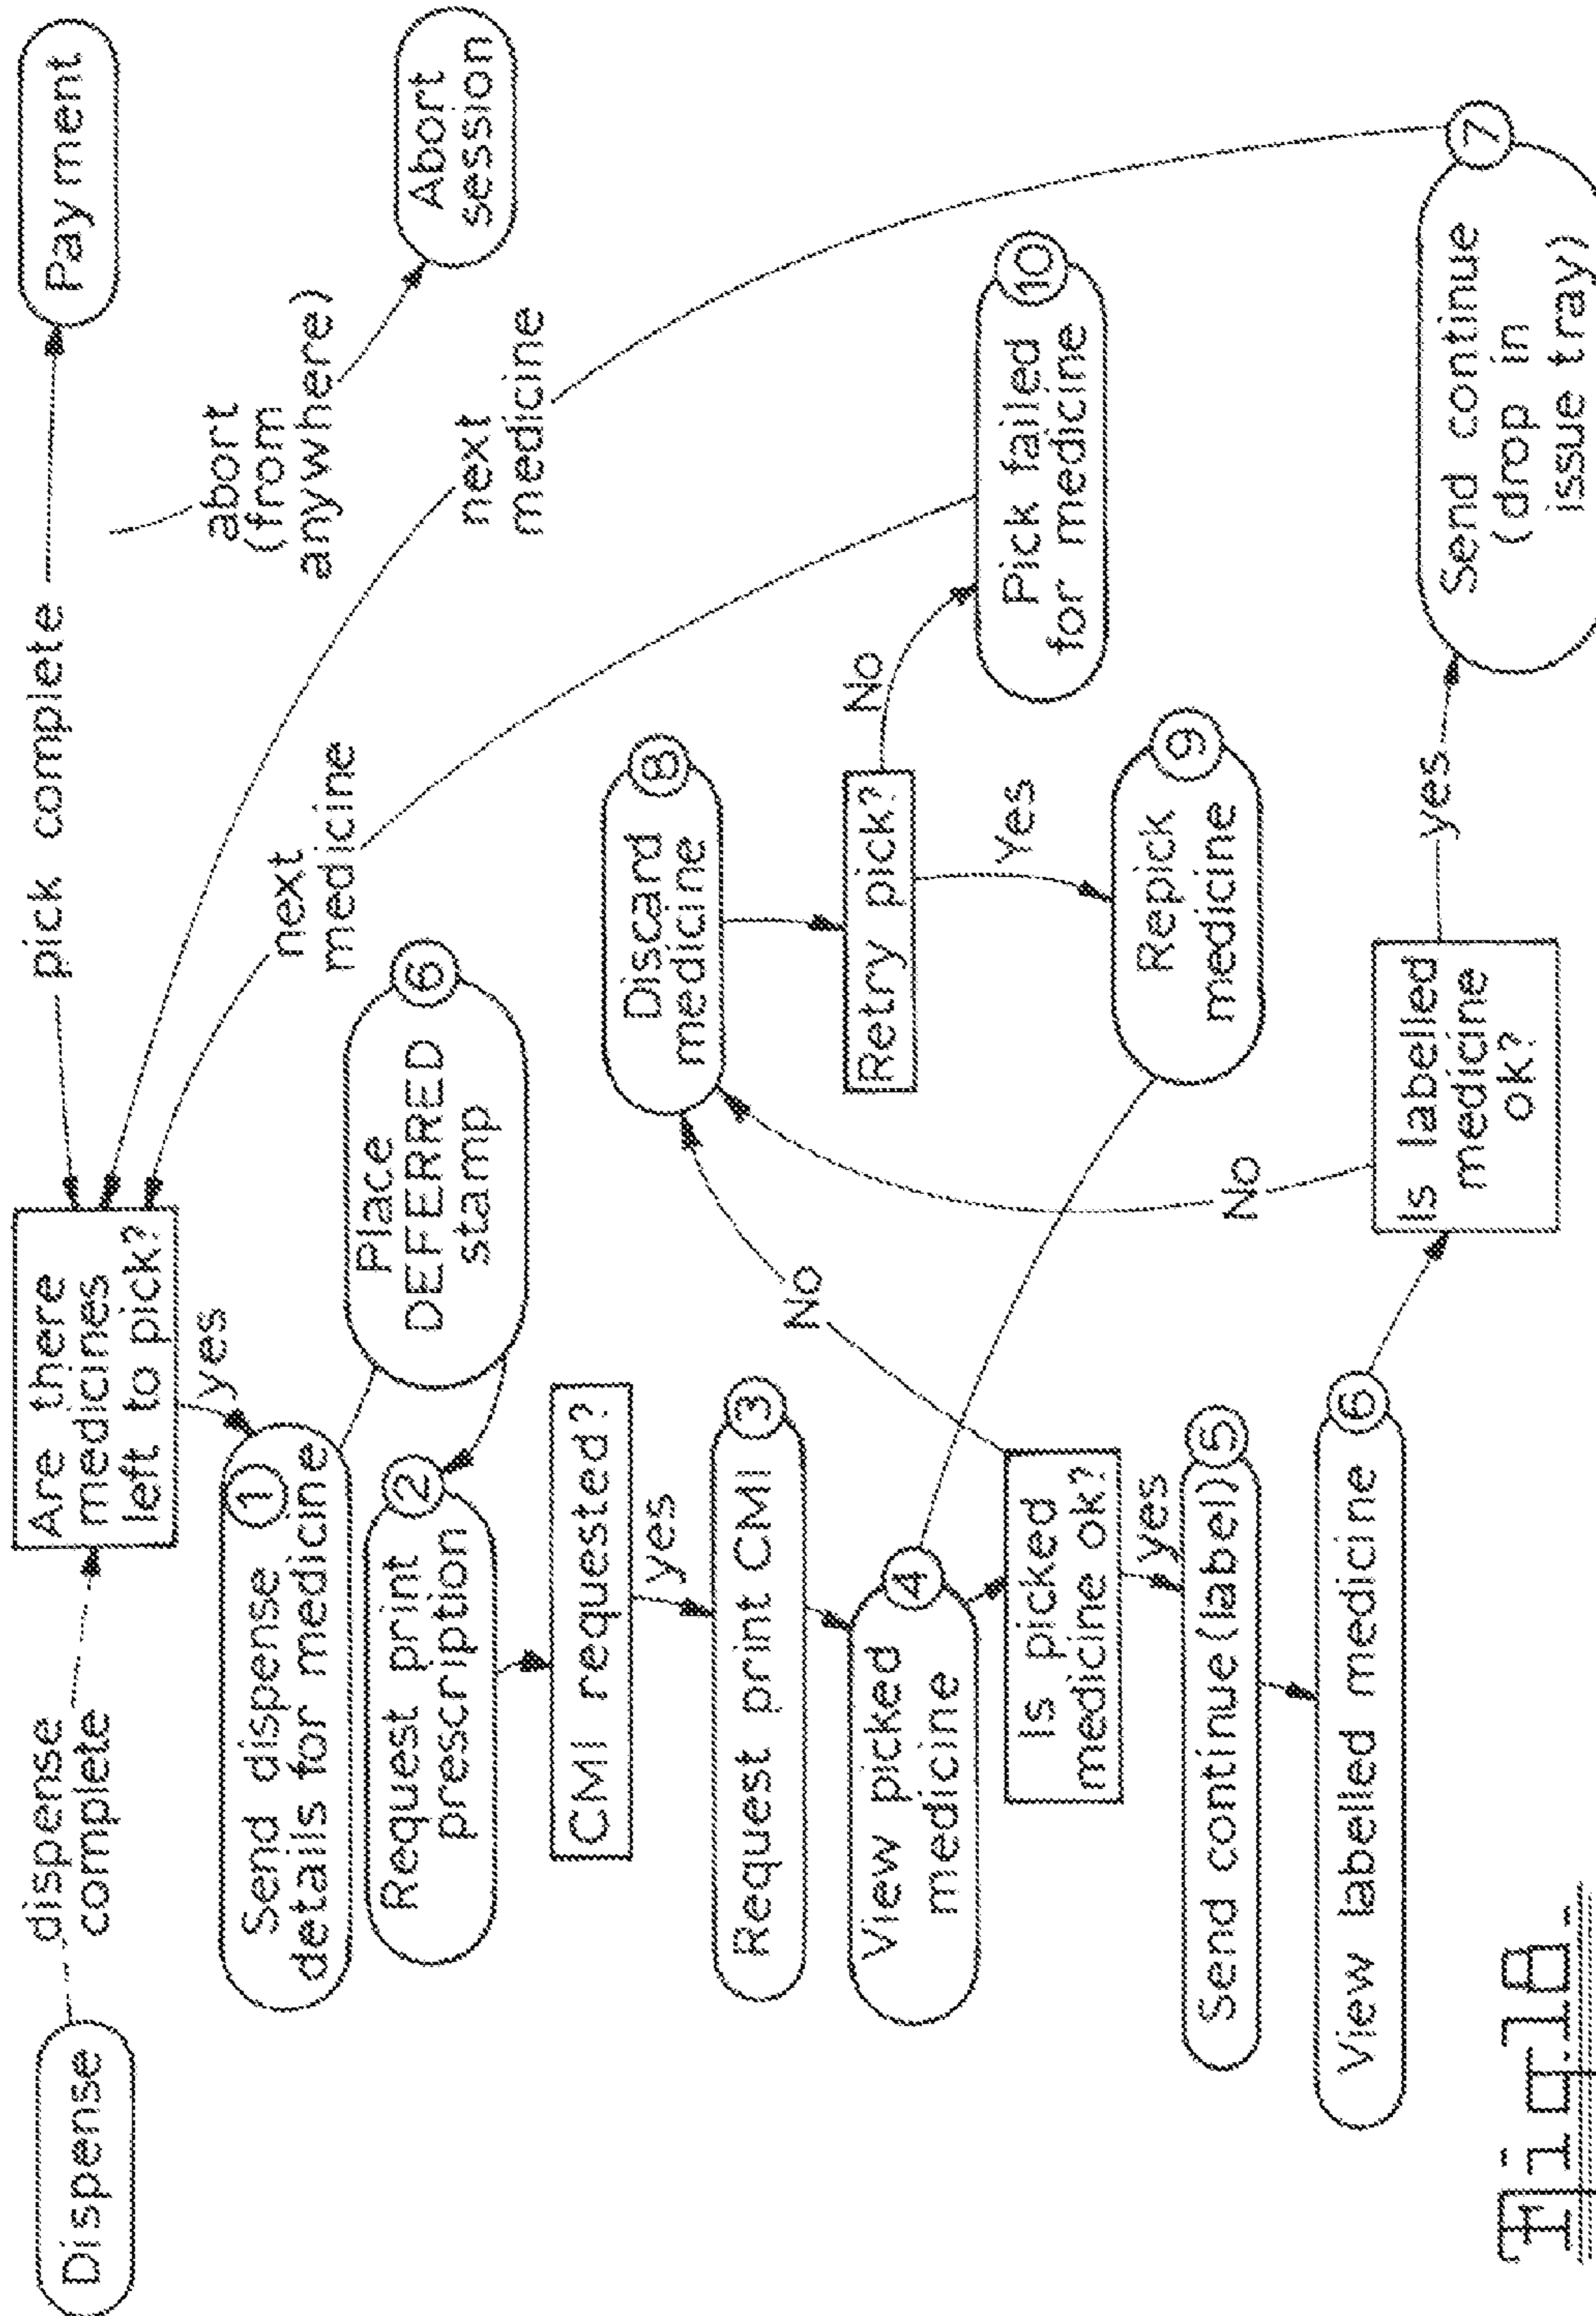 Dispense
dispense
complete
Are there
medicines
left to pick?
pick complete
Payment
yes
abort
(from
anywhere)
Abort
session
next
medicine
next
medicine
1
Send dispense
details for medicine
Place
DEFERRED
stamp
6
2
Request print
prescription
CMI requested?
yes
Request print CMI
3
View picked
medicine
4
Is picked
medicine ok?
No
yes
Send continue(label)
5
View labelled medicine
6
Discard
medicine
8
Retry pick?
No
Yes
Pick failed
for medicine
10
Repick
medicine
9
No
Is labelled
medicine
ok?
yes
Send continue
(drop in
issue tray)
7
Fig.18.